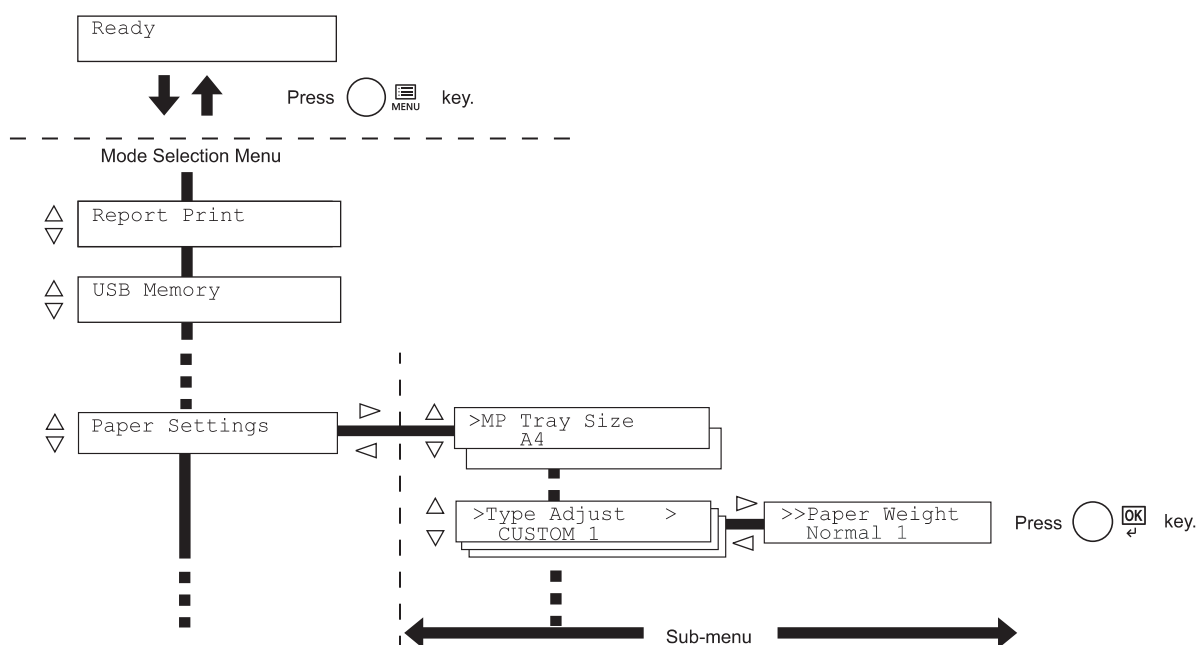 Ready
Press MENU key.
Mode Selection Menu
Report Print
USB Memory
Paper Settings
>MP Tray Size
A4
>Type Adjust >
CUSTOM 1
>>Paper Weight
Normal 1
Press OK key.
Sub-menu